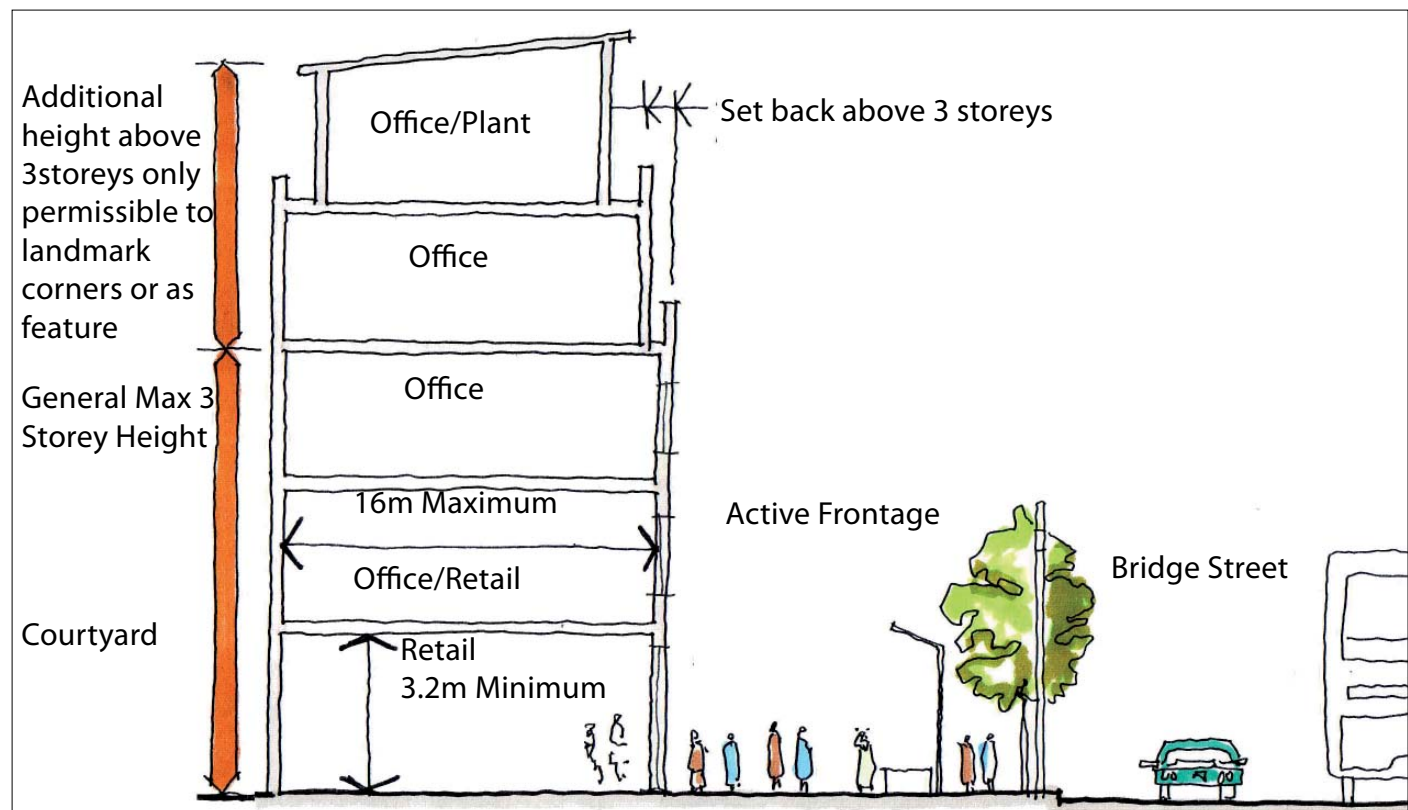 Additional
height above
3storeys only
permissible to
landmark
corners or as
feature
General Max 3
Storey Height
Courtyard
Office/Plant
Set back above 3 storeys
Office
Office
16m Maximum
Office/Retail
Retail
3.2m Minimum
Active Frontage
Bridge Street